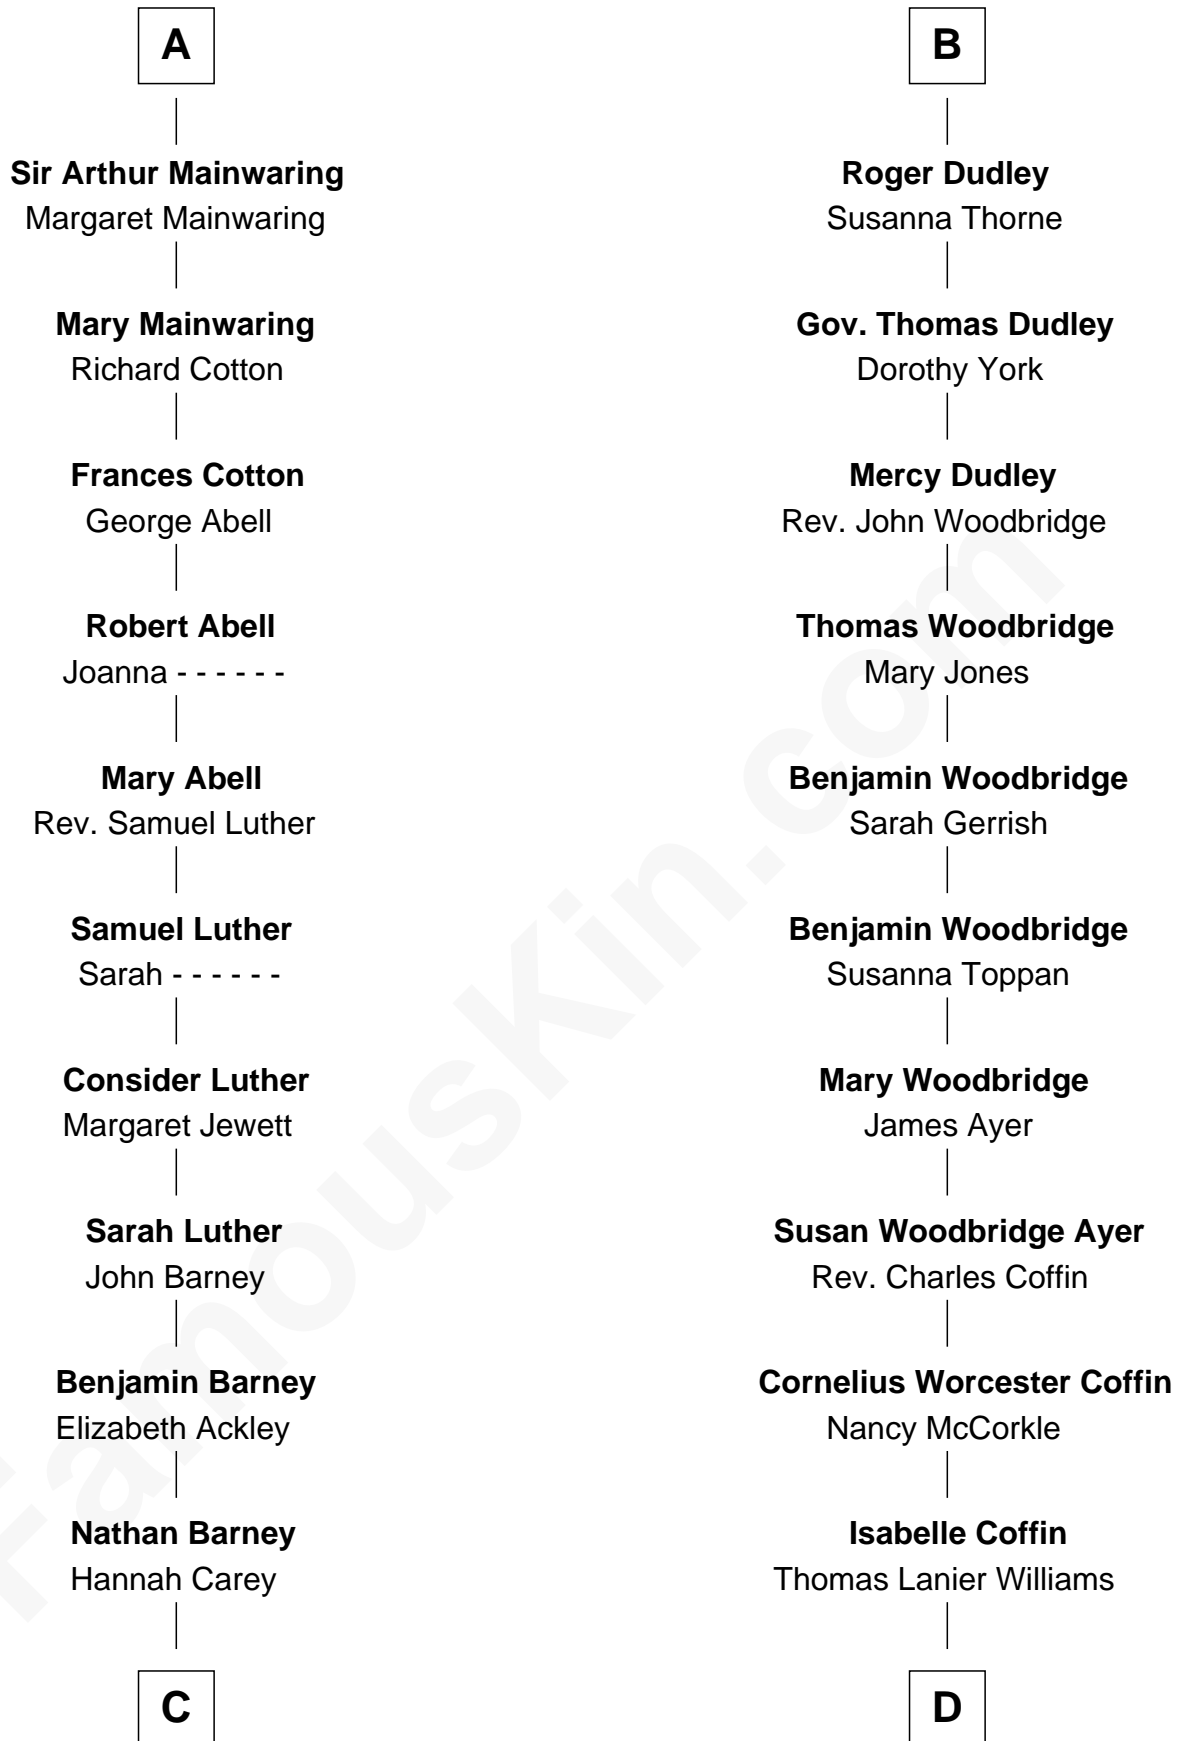 A
Sir Arthur Mainwaring
Margaret Mainwaring
Mary Mainwaring
Richard Cotton
Frances Cotton
George Abell
Robert Abell
Joanna - - - - - -
Mary Abell
Rev. Samuel Luther
Samuel Luther
Sarah - - - - - -
Consider Luther
Margaret Jewett
Sarah Luther
John Barney
Benjamin Barney
Elizabeth Ackley
Nathan Barney
Hannah Carey
C
B
Roger Dudley
Susanna Thorne
Gov. Thomas Dudley
Dorothy York
Mercy Dudley
Rev. John Woodbridge
Thomas Woodbridge
Mary Jones
Benjamin Woodbridge
Sarah Gerrish
Benjamin Woodbridge
Susanna Toppan
Mary Woodbridge
James Ayer
Susan Woodbridge Ayer
Rev. Charles Coffin
Cornelius Worcester Coffin
Nancy McCorkle
Isabelle Coffin
Thomas Lanier Williams
D
FamousKin.com